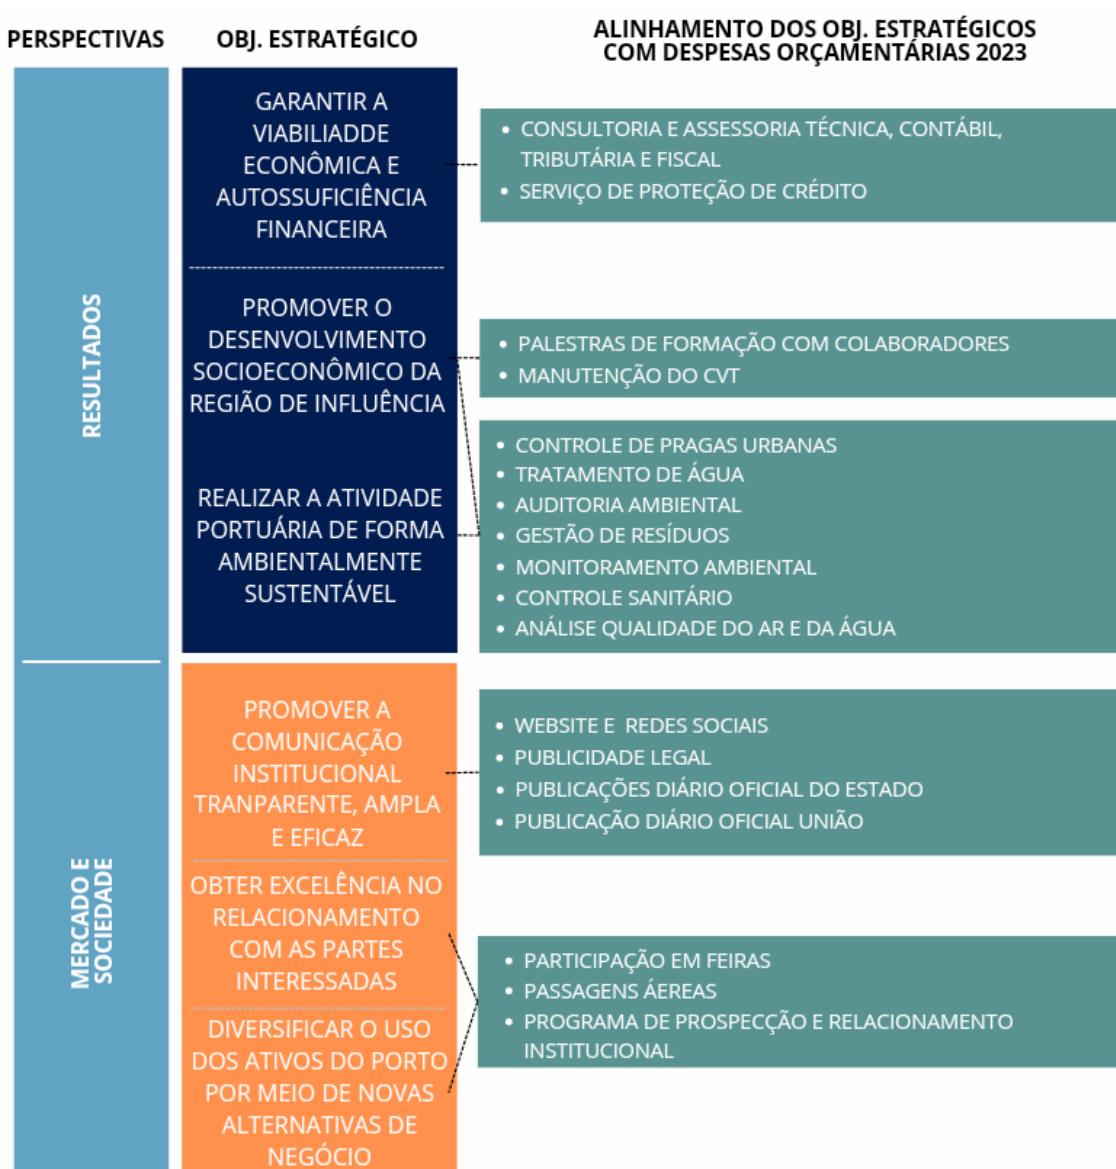 PERSPECTIVAS
OBJ. ESTRATÉGICO
ALINHAMENTO DOS OBJ. ESTRATÉGICOS
COM DESPESAS ORÇAMENTÁRIAS 2023
RESULTADOS
GARANTIR A
VIABILIADDE
ECONÔMICA E
AUTOSSUFICIÊNCIA
FINANCEIRA
• CONSULTORIA E ASSESSORIA TÉCNICA, CONTÁBIL,
TRIBUTÁRIA E FISCAL
• SERVIÇO DE PROTEÇÃO DE CRÉDITO
PROMOVER O
DESENVOLVIMENTO
SOCIOECONÔMICO DA
REGIÃO DE INFLUÊNCIA
• PALESTRAS DE FORMAÇÃO COM COLABORADORES
• MANUTENÇÃO DO CVT
REALIZAR A ATIVIDADE
PORTUÁRIA DE FORMA
AMBIENTALMENTE
SUSTENTÁVEL
• CONTROLE DE PRAGAS URBANAS
• TRATAMENTO DE ÁGUA
• AUDITORIA AMBIENTAL
• GESTÃO DE RESÍDUOS
• MONITORAMENTO AMBIENTAL
• CONTROLE SANITÁRIO
• ANÁLISE QUALIDADE DO AR E DA ÁGUA
MERCADO E
SOCIEDADE
PROMOVER A
COMUNICAÇÃO
INSTITUCIONAL
TRANPARENTE, AMPLA
E EFICAZ
• WEBSITE E REDES SOCIAIS
• PUBLICIDADE LEGAL
• PUBLICAÇÕES DIÁRIO OFICIAL DO ESTADO
• PUBLICAÇÃO DIÁRIO OFICIAL UNIÃO
OBTER EXCELÊNCIA NO
RELACIONAMENTO
COM AS PARTES
INTERESSADAS
DIVERSIFICAR O USO
DOS ATIVOS DO PORTO
POR MEIO DE NOVAS
ALTERNATIVAS DE
NEGÓCIO
• PARTICIPAÇÃO EM FEIRAS
• PASSAGENS ÁEREAS
• PROGRAMA DE PROSPECÇÃO E RELACIONAMENTO
INSTITUCIONAL